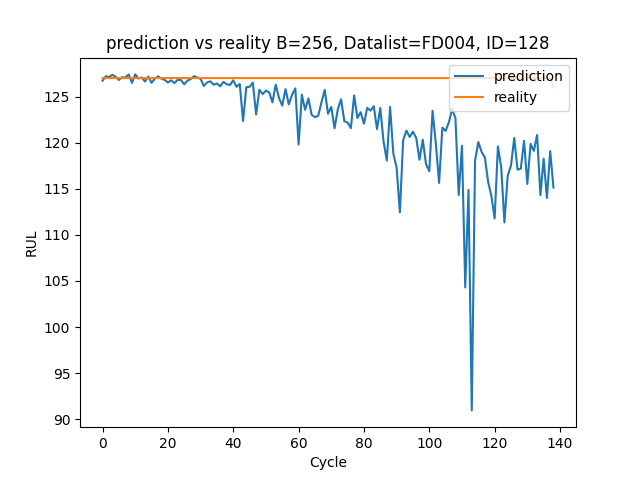 prediction vs reality B=256, Datalist=FD004, ID=128
prediction
reality
RUL
125
120
115
110
105
100
95
90
0 20 40 60 80 100 120 140
Cycle